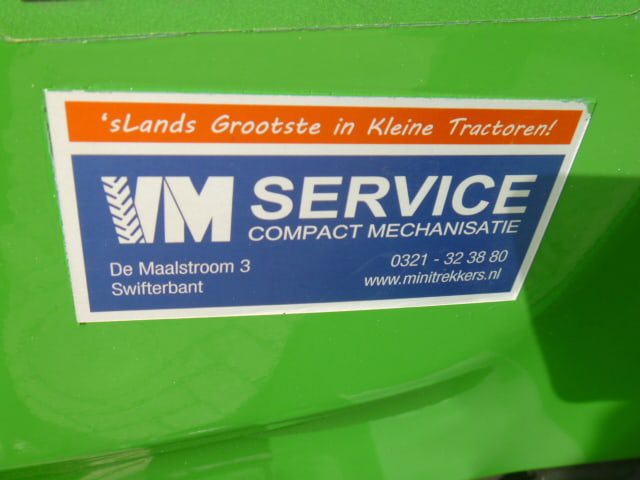 'sLands Grootste in Kleine Tractoren!
VM SERVICE
COMPACT MECHANISATIE
De Maalstroom 3
Swifterbant
0321 - 32 38 80
www.minitrekkers.nl